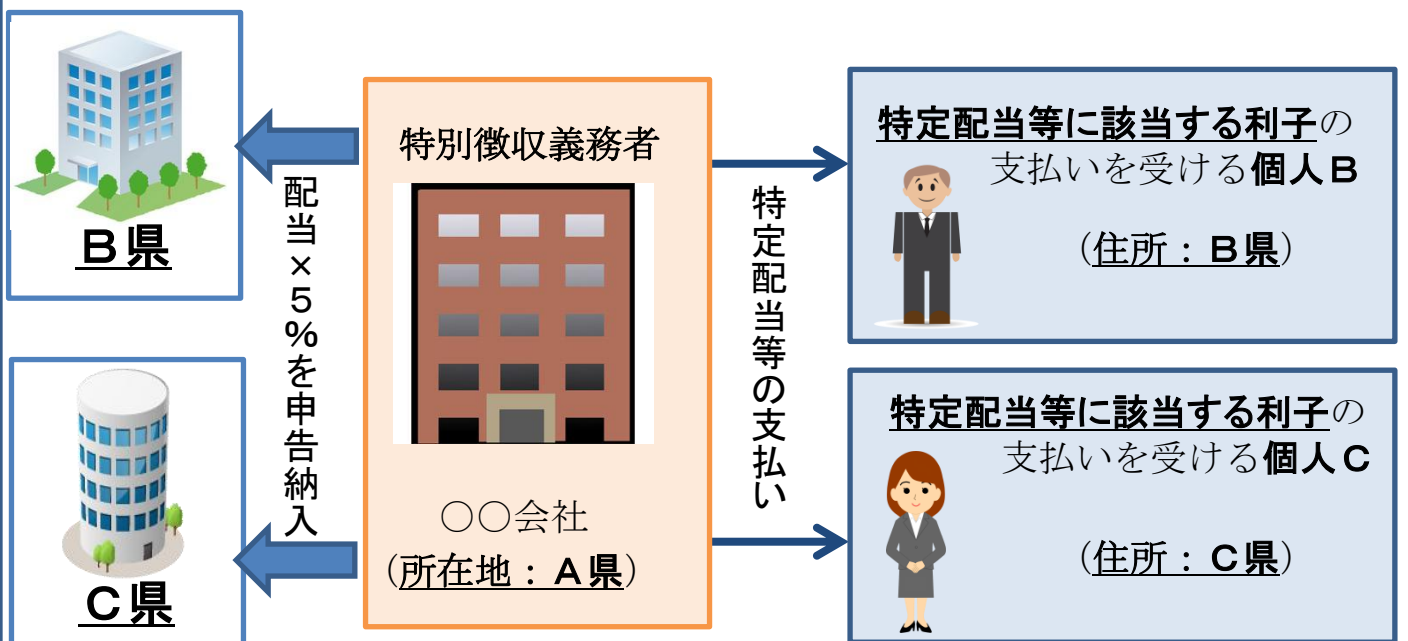 B県
C県
配当×5%を申告納入
特別徴収義務者
○○会社
(所在地:A県)
特定配当等の支払い
特定配当等に該当する利子の
支払いを受ける個人B
(住所:B県)
特定配当等に該当する利子の
支払いを受ける個人C
(住所:C県)